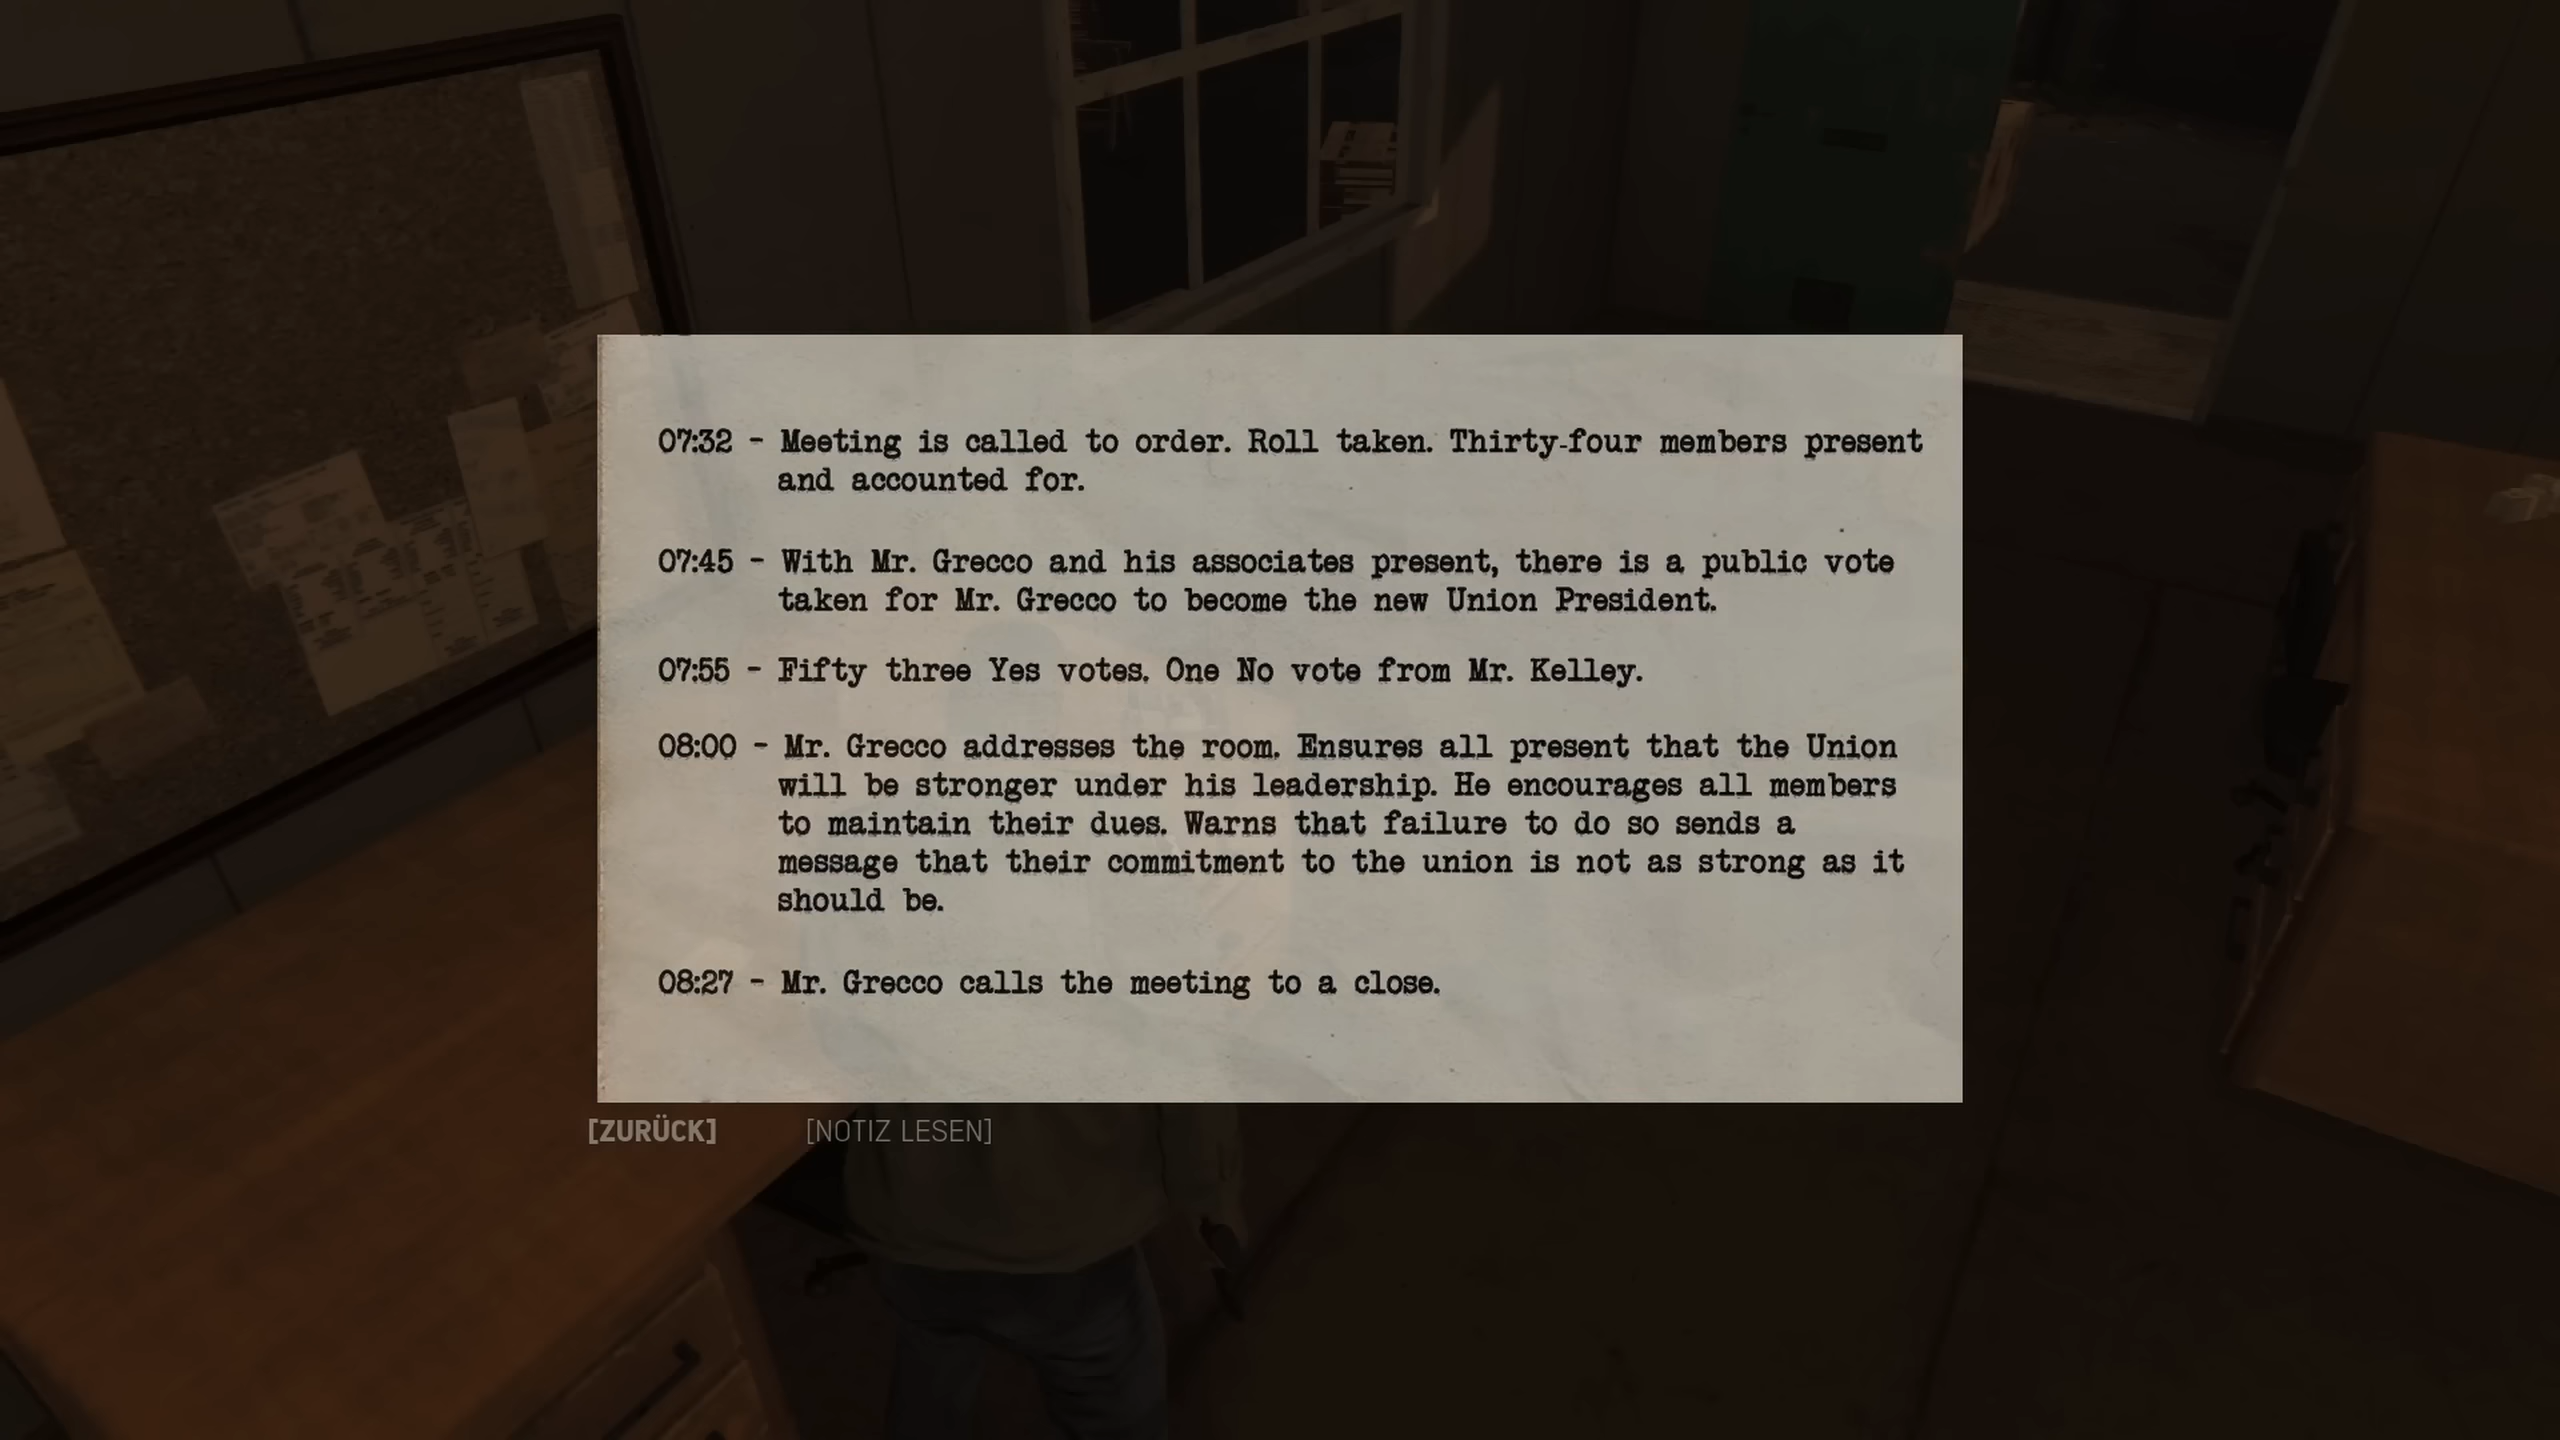 07:32 - Meeting is called to order. Roll taken. Thirty-four members present
and accounted for.
07:45 - With Mr. Grecco and his associates present, there is a public vote
taken for Mr. Grecco to become the new Union President.
07:55 - Fifty three Yes votes. One No vote from Mr. Kelley.
08:00 - Mr. Grecco addresses the room. Ensures all present that the Union
will be stronger under his leadership. He encourages all members
to maintain their dues. Warns that failure to do so sends a
message that their commitment to the union is not as strong as it
should be.
08:27 - Mr. Grecco calls the meeting to a close.
[ZURÜCK] [NOTIZ LESEN]